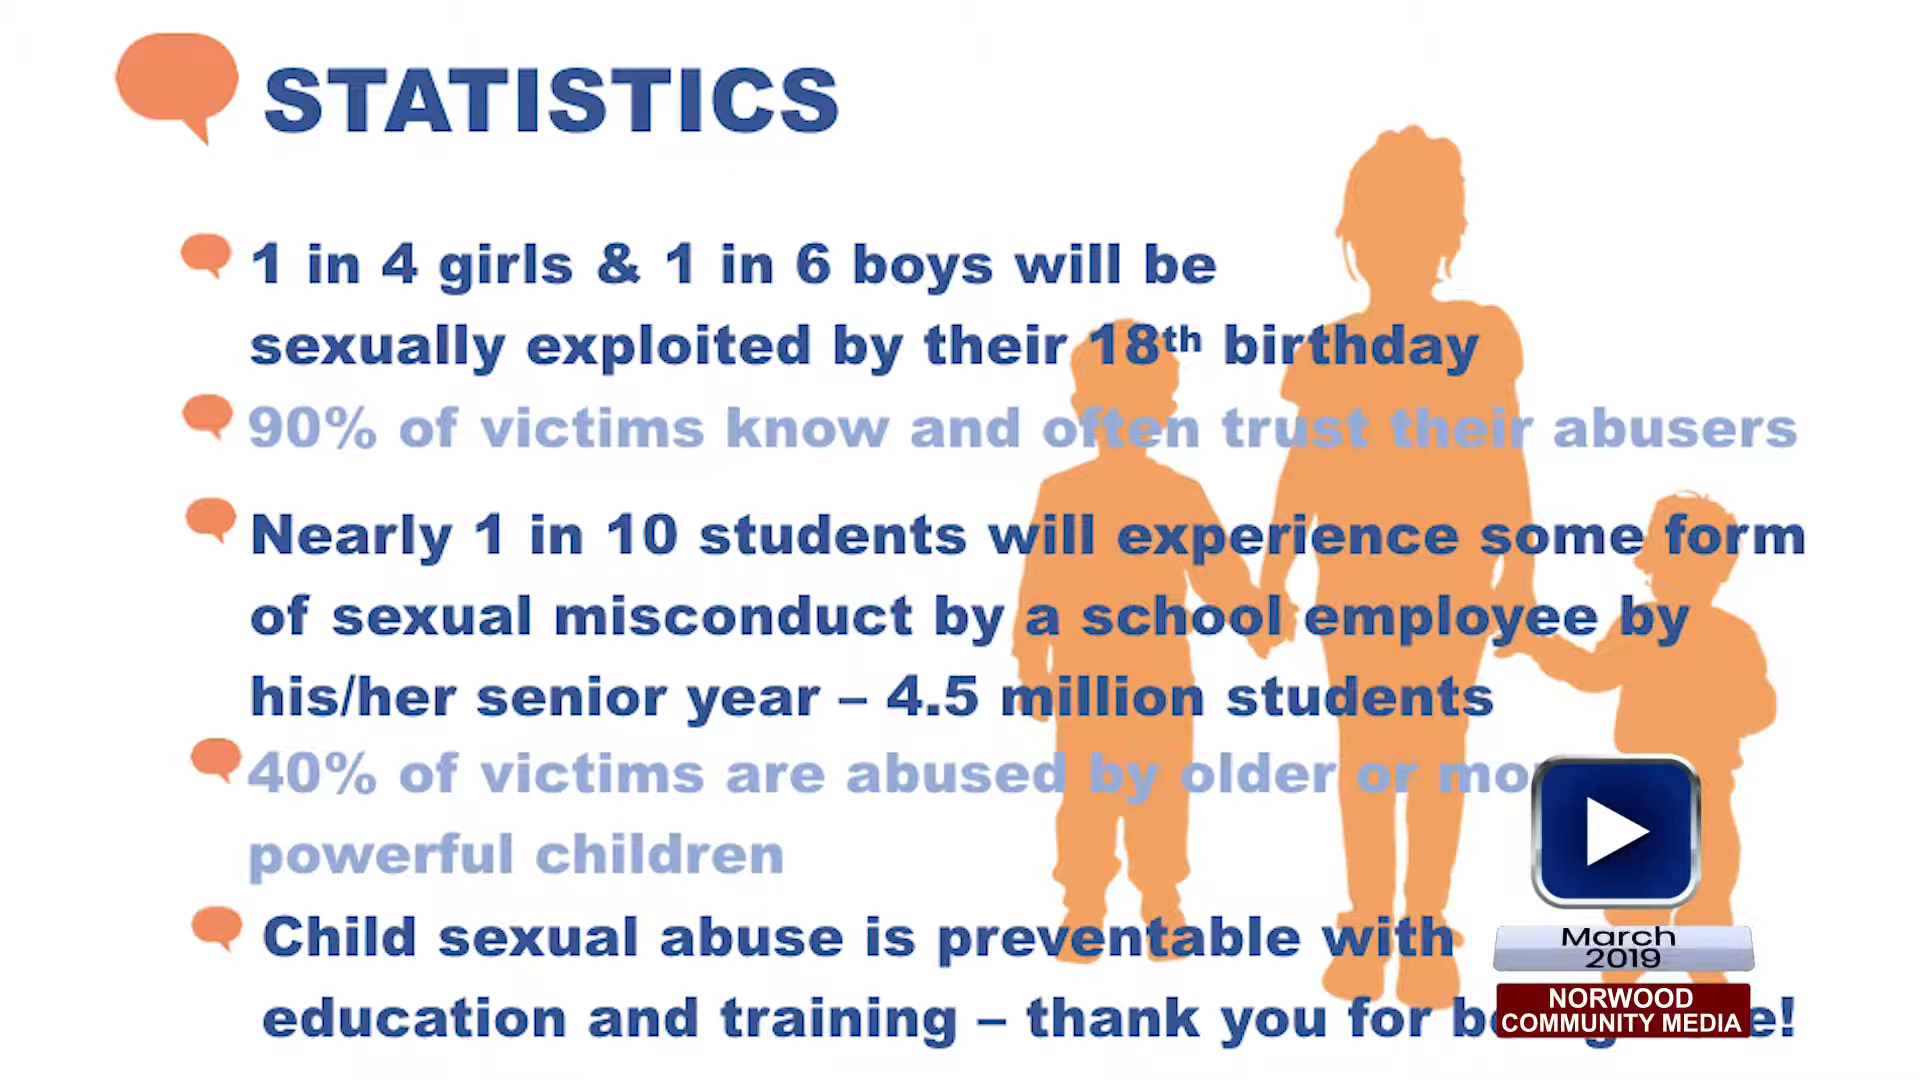 STATISTICS
1 in 4 girls & 1 in 6 boys will be
sexually exploited by their 18th birthday
90% of victims know and often trust their abusers
Nearly 1 in 10 students will experience some form
of sexual misconduct by a school employee by
his/her senior year – 4.5 million students
40% of victims are abused by older or
powerful children
Child sexual abuse is preventable with
education and training – thank you for
March
2019
NORWOOD
COMMUNITY MEDIA